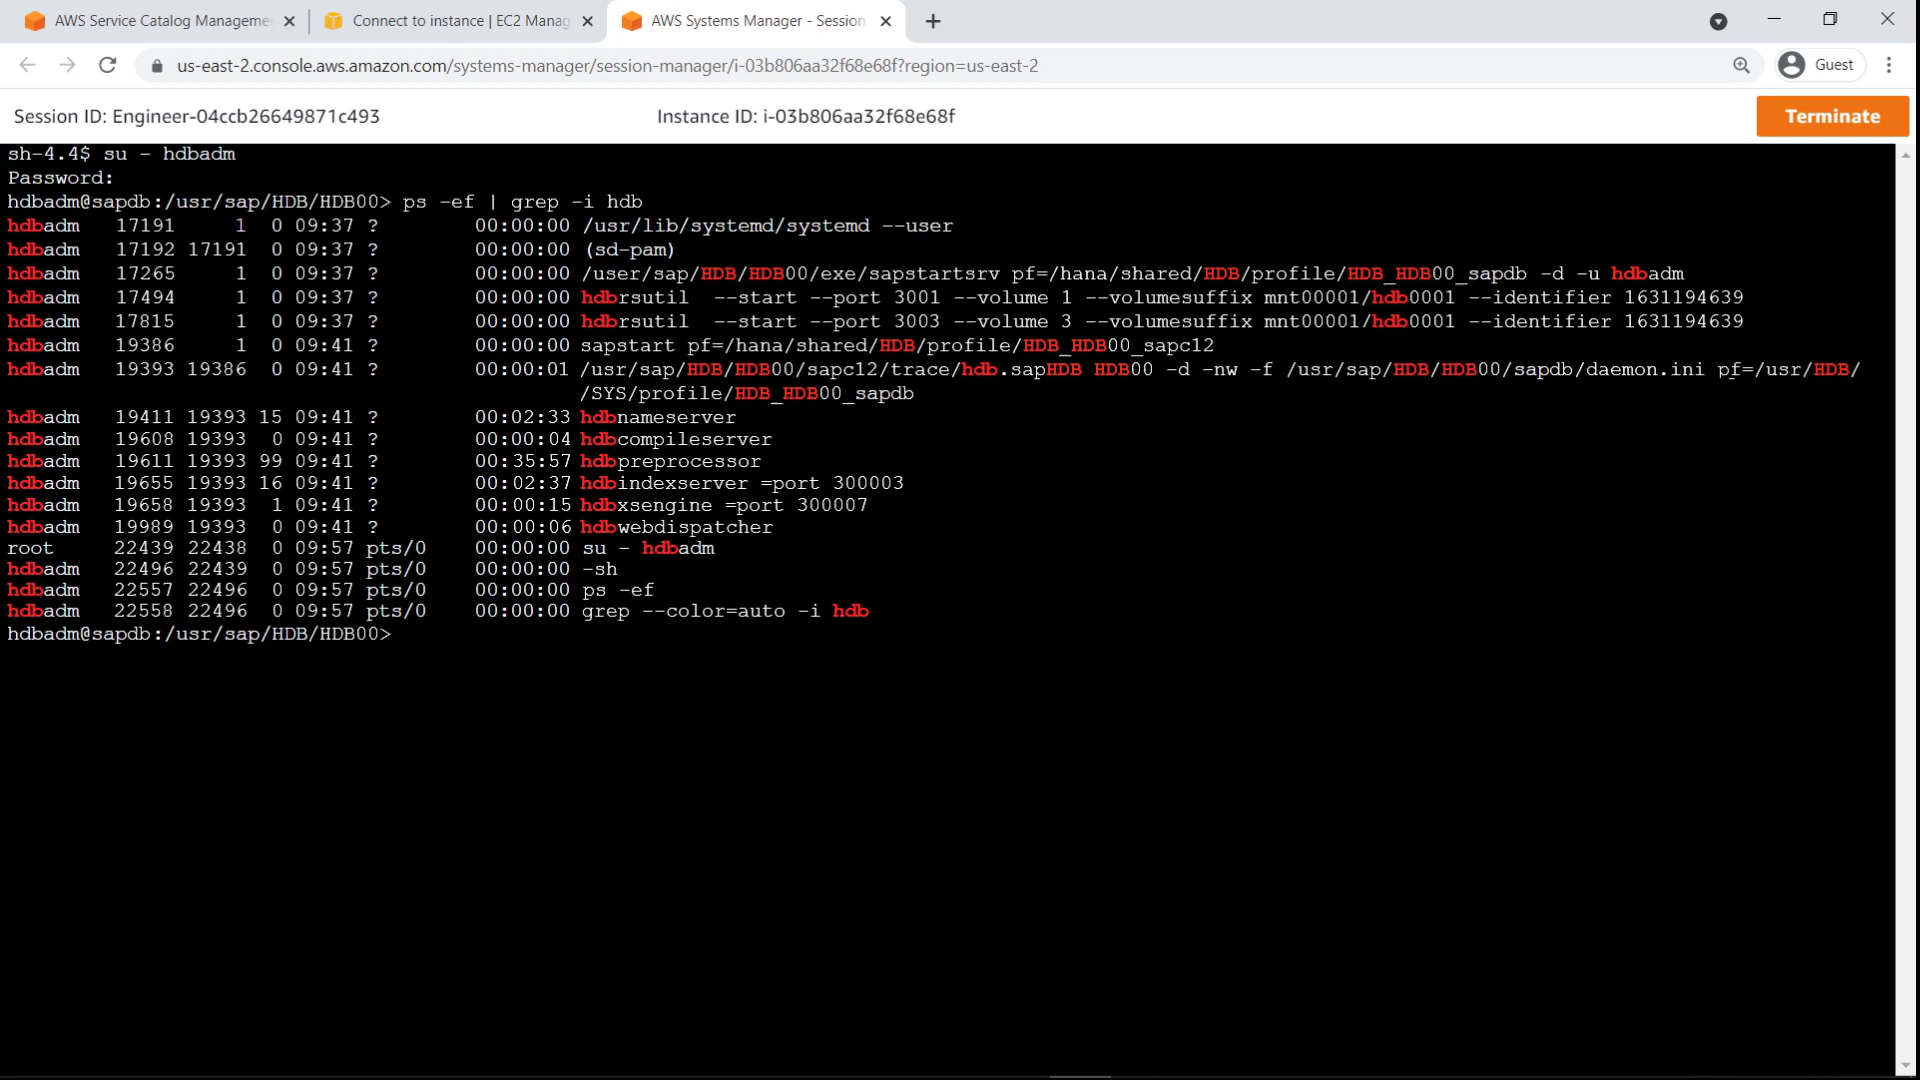 AWS Service Catalog Manageme
Connect to instance | EC2 Manag
AWS Systems Manager - Session
us-east-2.console.aws.amazon.com/systems-manager/session-manager/i-03b806aa32f68e68f?region=us-east-2
Guest
Session ID: Engineer-04ccb26649871c493
Instance ID: i-03b806aa32f68e68f
Terminate
sh-4.4$ su - hdbadm
Password:
hdbadm@sapdb:/usr/sap/HDB/HDB00> ps -ef | grep -i hdb
hdbadm 17191 1 0 09:37 ? 00:00:00 /usr/lib/systemd/systemd --user
hdbadm 17192 17191 0 09:37 ? 00:00:00 (sd-pam)
hdbadm 17265 1 0 09:37 ? 00:00:00 /user/sap/HDB/HDB00/exe/sapstartsrv pf=/hana/shared/HDB/profile/HDB_HDB00_sapdb -d -u hdbadm
hdbadm 17494 1 0 09:37 ? 00:00:00 hdbrsutil --start --port 3001 --volume 1 --volumesuffix mnt00001/hdb0001 --identifier 1631194639
hdbadm 17815 1 0 09:37 ? 00:00:00 hdbrsutil --start --port 3003 --volume 3 --volumesuffix mnt00001/hdb0001 --identifier 1631194639
hdbadm 19386 1 0 09:41 ? 00:00:00 sapstart pf=/hana/shared/HDB/profile/HDB_HDB00_sapc12
hdbadm 19393 19386 0 09:41 ? 00:00:01 /usr/sap/HDB/HDB00/sapc12/trace/hdb.sapHDB HDB00 -d -nw -f /usr/sap/HDB/HDB00/sapdb/daemon.ini pf=/usr/HDB/
/SYS/profile/HDB_HDB00_sapdb
hdbadm 19411 19393 15 09:41 ? 00:02:33 hdbnameserver
hdbadm 19608 19393 0 09:41 ? 00:00:04 hdbcompileserver
hdbadm 19611 19393 99 09:41 ? 00:35:57 hdbpreprocessor
hdbadm 19655 19393 16 09:41 ? 00:02:37 hdbindexserver =port 300003
hdbadm 19658 19393 1 09:41 ? 00:00:15 hdbxsengine =port 300007
hdbadm 19989 19393 0 09:41 ? 00:00:06 hdbwebdispatcher
root 22439 22438 0 09:57 pts/0 00:00:00 su - hdbadm
hdbadm 22496 22439 0 09:57 pts/0 00:00:00 -sh
hdbadm 22557 22496 0 09:57 pts/0 00:00:00 ps -ef
hdbadm 22558 22496 0 09:57 pts/0 00:00:00 grep --color=auto -i hdb
hdbadm@sapdb:/usr/sap/HDB/HDB00>